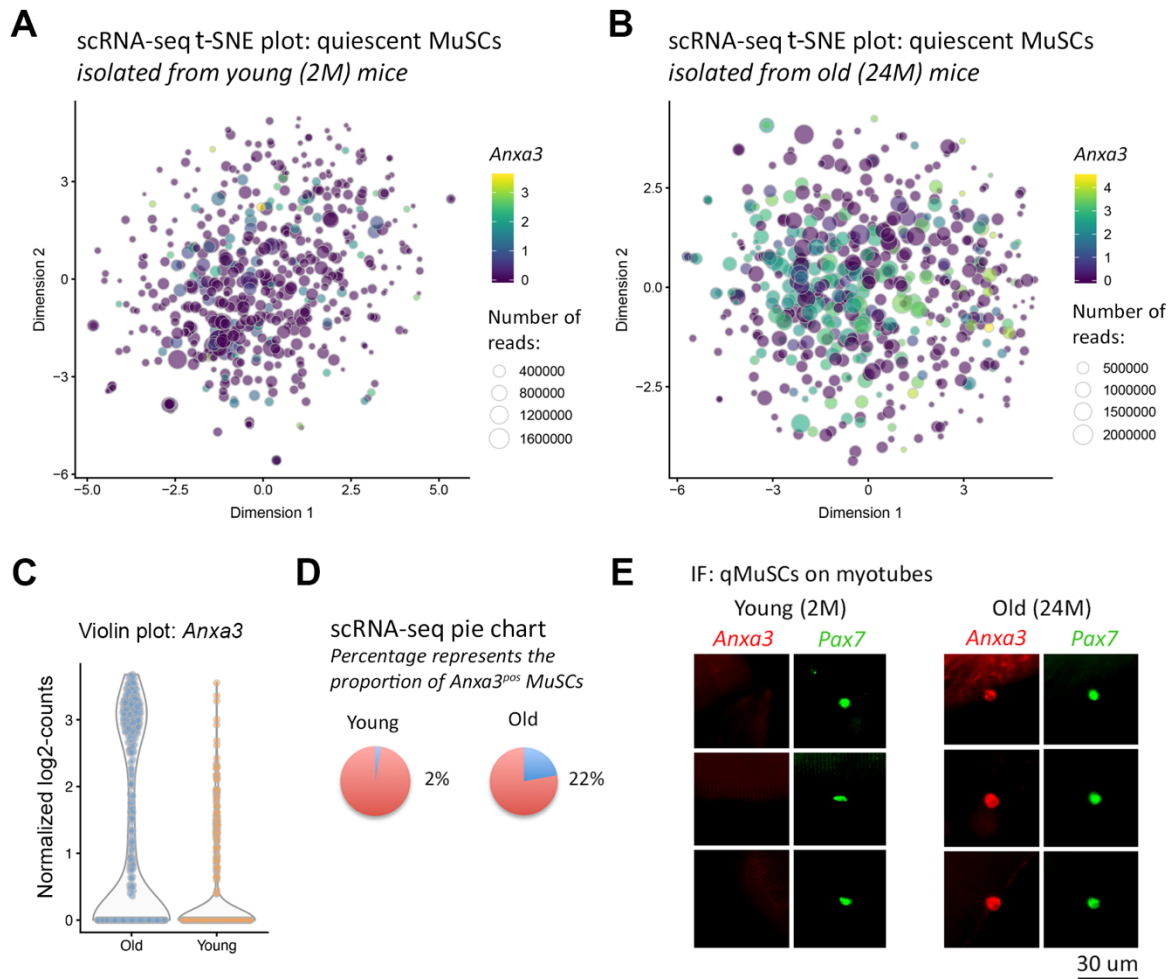 A
scRNA-seq t-SNE plot: quiescent MuSCs
isolated from young (2M) mice
Dimension 2
3
0
−3
−6
−5.0
−2.5
0.0
2.5
5.0
Dimension 1
Anxa3
3
2
1
0
Number of
reads:
400000
800000
1200000
1600000
B
scRNA-seq t-SNE plot: quiescent MuSCs
isolated from old (24M) mice
Dimension 2
2.5
0.0
−2.5
−6
−3
0
3
Dimension 1
Anxa3
4
3
2
1
0
Number of
reads:
500000
1000000
1500000
2000000
C
Violin plot: Anxa3
Normalized log2-counts
3
2
1
0
Old
Young
D
scRNA-seq pie chart
Percentage represents the
proportion of Anxa3pos MuSCs
Young
2%
Old
22%
E
IF: qMuSCs on myotubes
Young (2M)
Anxa3
Pax7
Old (24M)
Anxa3
Pax7
30 um